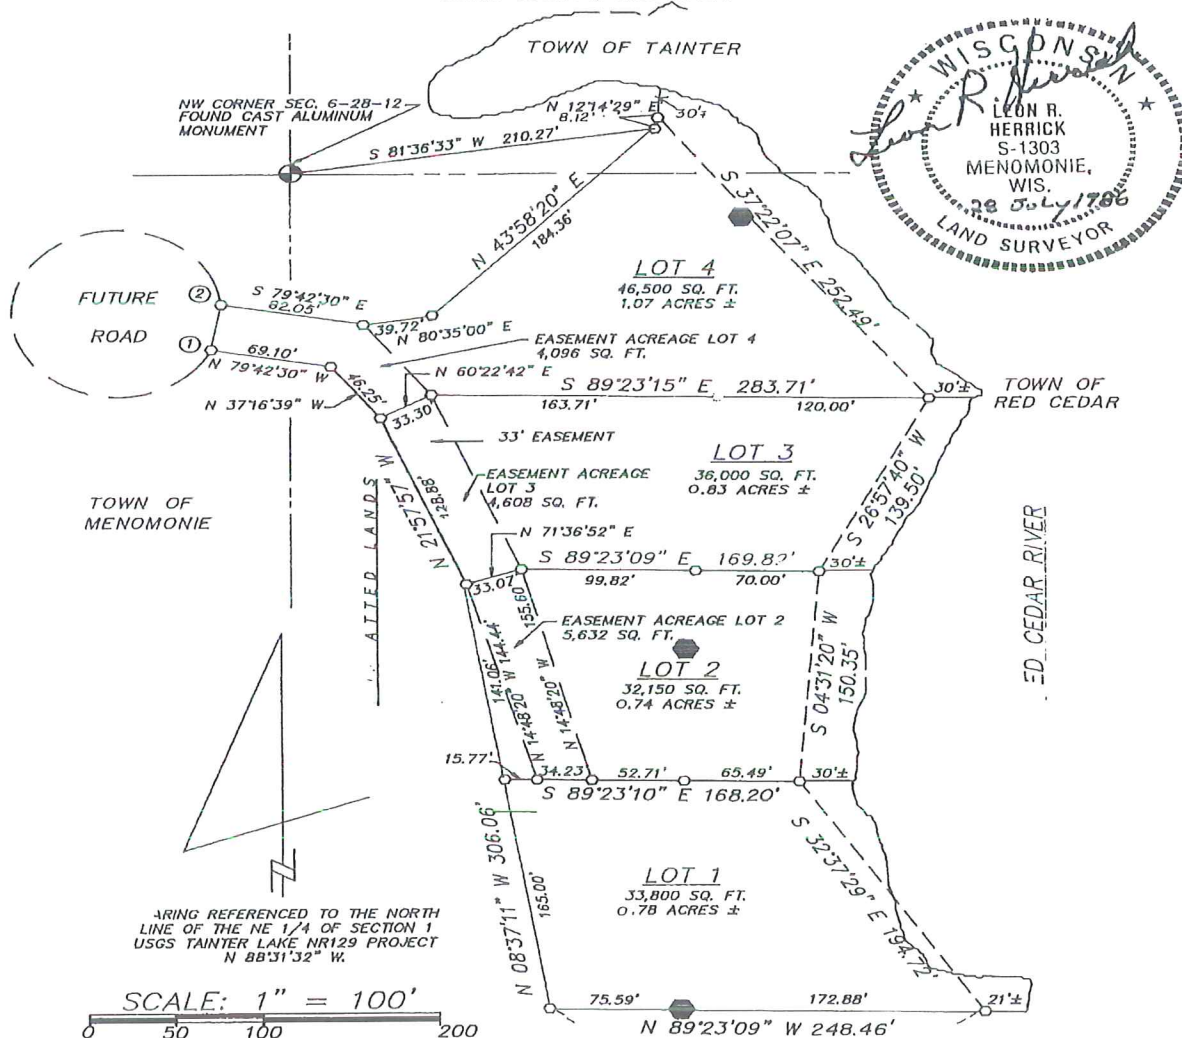 TOWN OF TAINTER
NW CORNER SEC. 6-28-12
FOUND CAST ALUMINUM
MONUMENT
N 12°14'29" E
8.12'
30'±
S 81°36'33" W 210.27'
WISCONSIN
LEON R.
HERRICK
S-1303
MENOMONIE,
WIS.
28 July 1986
LAND SURVEYOR
Leon R. Herrick
N 43°58'20" E
184.36'
S 37°22'07" E 252.49'
LOT 4
46,500 SQ. FT.
1.07 ACRES ±
FUTURE
ROAD
2
S 79°42'30" E
82.05'
39.72'
N 80°35'00" E
1
69.10'
N 79°42'30" W
46.25'
N 37°16'39" W
EASEMENT ACREAGE LOT 4
4,096 SQ. FT.
N 60°22'42" E
33.30'
S 89°23'15" E 283.71'
163.71'
120.00'
30'±
TOWN OF
RED CEDAR
33' EASEMENT
LOT 3
36,000 SQ. FT.
0.83 ACRES ±
EASEMENT ACREAGE
LOT 3
4,608 SQ. FT.
S 26°57'40" W
139.50'
TOWN OF
MENOMONIE
ATTED LANDS
N 21°57'57" W
128.88'
N 71°36'52" E
33.07'
S 89°23'09" E 169.82'
99.82'
70.00'
30'±
ED CEDAR RIVER
155.60'
N 14°48'20" W
EASEMENT ACREAGE LOT 2
5,632 SQ. FT.
LOT 2
32,150 SQ. FT.
0.74 ACRES ±
141.06'
N 14°48'20" W 144.44'
S 04°31'20" W
150.35'
15.77'
34.23
52.71'
65.49'
30'±
S 89°23'10" E 168.20'
N 08°37'11" W 306.06'
165.00'
LOT 1
33,800 SQ. FT.
0.78 ACRES ±
S 32°37'29" E 194.72'
ARING REFERENCED TO THE NORTH
LINE OF THE NE 1/4 OF SECTION 1
USGS TAINTER LAKE NR129 PROJECT
N 88°31'32" W.
75.59'
172.88'
21'±
N 89°23'09" W 248.46'
SCALE: 1" = 100'
0 50 100 200